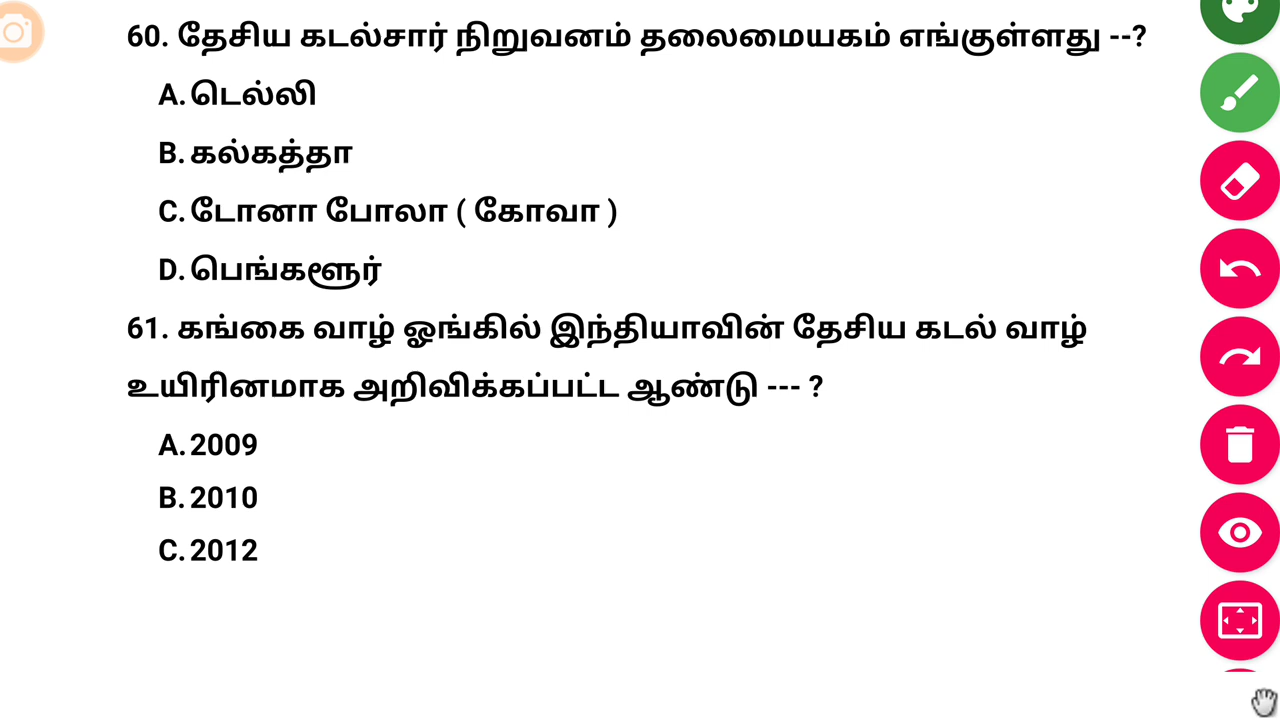 60. தேசிய கடல்சார் நிறுவனம் தலைமையகம் எங்குள்ளது --?
A. டெல்லி
B. கல்கத்தா
C. டோனா போலா ( கோவா )
D. பெங்களூர்
61. கங்கை வாழ் ஓங்கில் இந்தியாவின் தேசிய கடல் வாழ்
உயிரினமாக அறிவிக்கப்பட்ட ஆண்டு --- ?
A. 2009
B. 2010
C. 2012